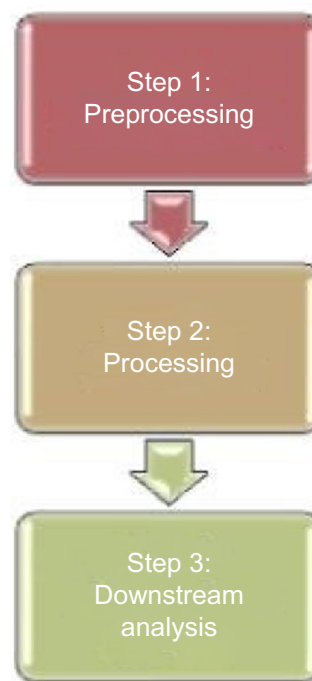 Step 1:
Preprocessing
Step 2:
Processing
Step 3:
Downstream
analysis